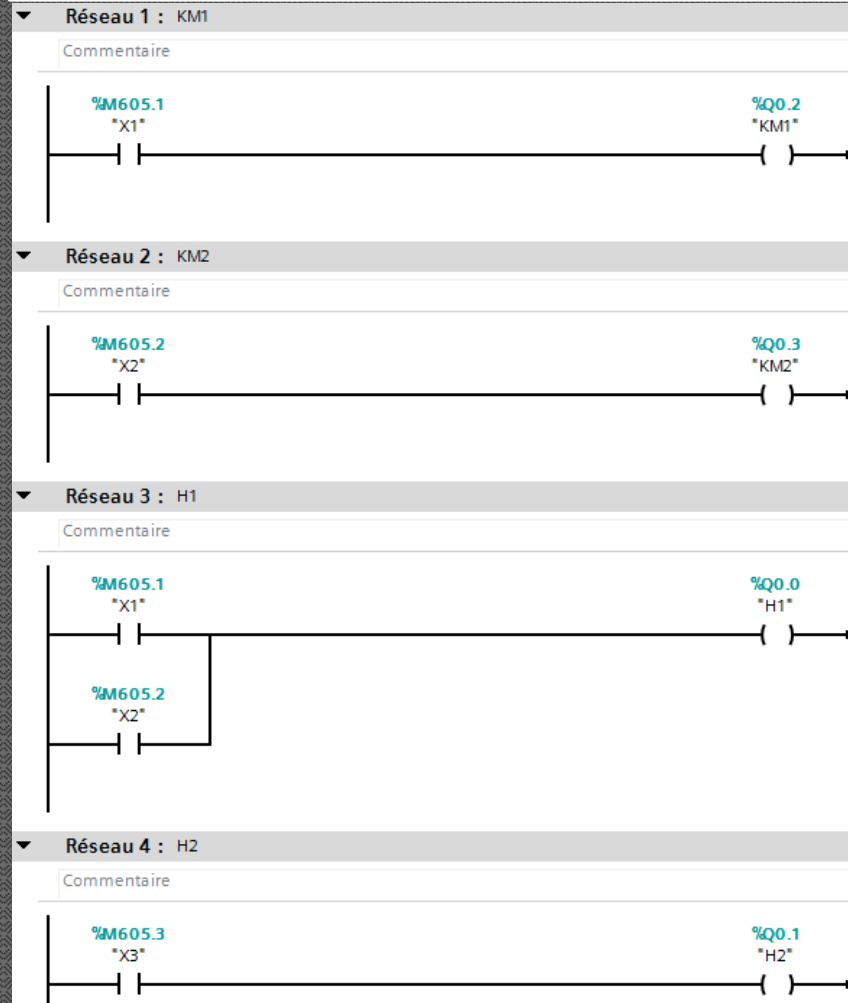 Réseau 1 : KM1
Commentaire
%M605.1 %Q0.2
"X1" "KM1"
Réseau 2 : KM2
Commentaire
%M605.2 %Q0.3
"X2" "KM2"
Réseau 3 : H1
Commentaire
%M605.1 %Q0.0
"X1" "H1"
%M605.2
"X2"
Réseau 4 : H2
Commentaire
%M605.3 %Q0.1
"X3" "H2"